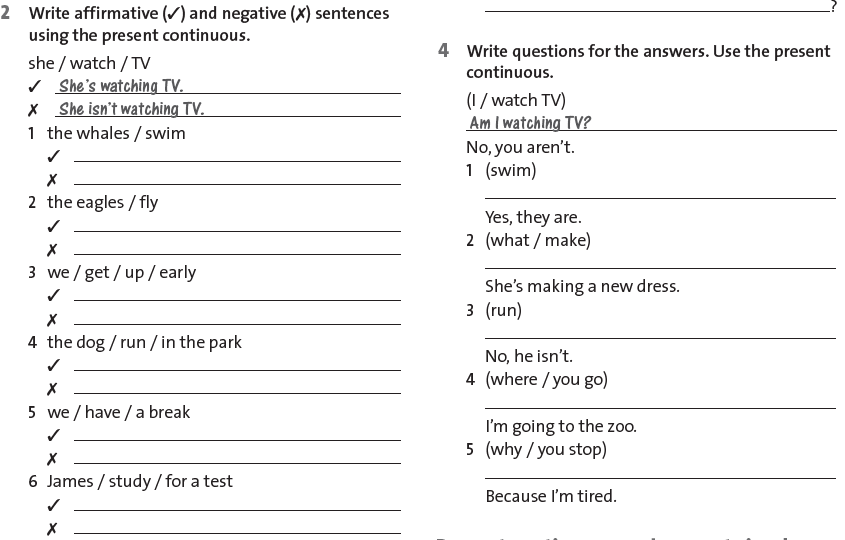 2 Write affirmative (✓) and negative (✗) sentences
using the present continuous.
she / watch / TV
✓ She's watching TV.
✗ She isn't watching TV.
1 the whales / swim
✓
✗
2 the eagles / fly
✓
✗
3 we / get / up / early
✓
✗
4 the dog / run / in the park
✓
✗
5 we / have / a break
✓
✗
6 James / study / for a test
✓
✗
?
4 Write questions for the answers. Use the present
continuous.
(I / watch TV)
Am I watching TV?
No, you aren't.
1 (swim)
Yes, they are.
2 (what / make)
She's making a new dress.
3 (run)
No, he isn't.
4 (where / you go)
I'm going to the zoo.
5 (why / you stop)
Because I'm tired.